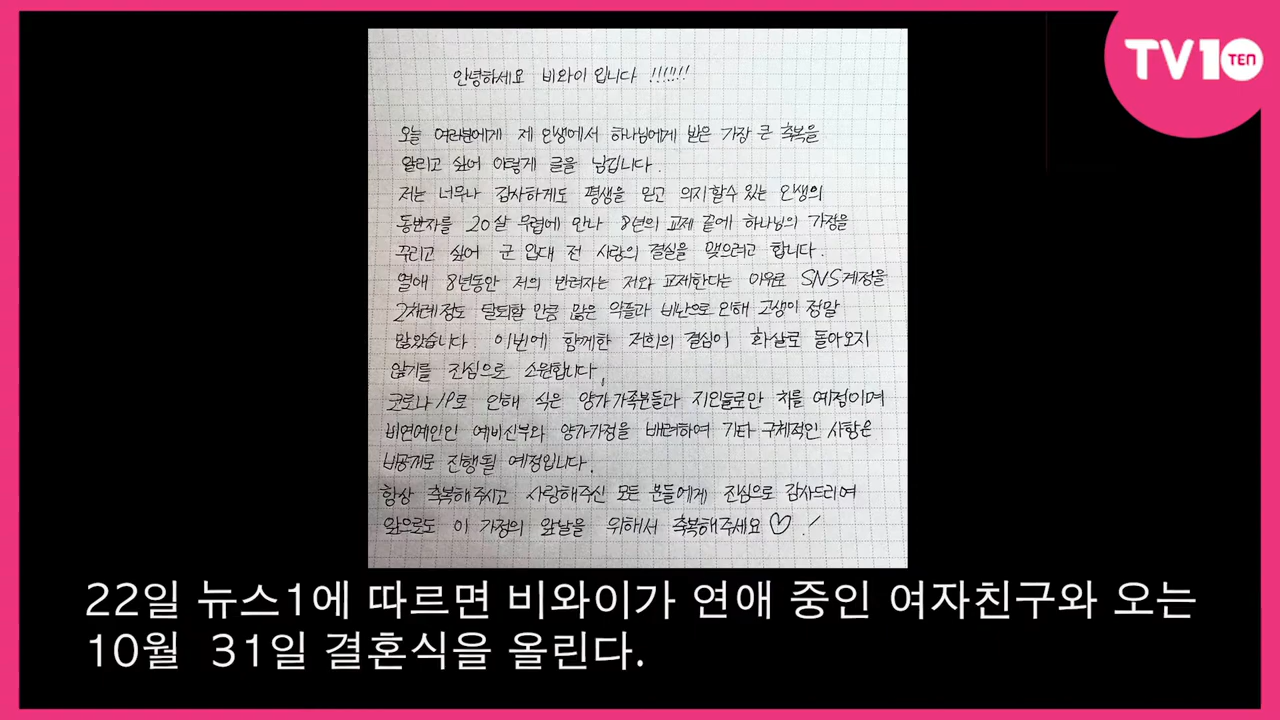 TV10
TEN
안녕하세요 비와이입니다 !!!!!!!
오늘 여러분에게 제 인생에서 하나님에게 받은 가장 큰 축복을
알리고 싶어 이렇게 글을 남깁니다.
저는 너무나 감사하게도 평생을 믿고 의지할수 있는 인생의
동반자를 20살 무렵에 만나 8년의 교제 끝에 하나님의 가정을
꾸리고 싶어 군 입대 전 사랑의 결실을 맺으려고 합니다.
열애 8년동안 저의 반려자는 저와 교제한다는 이유로 SNS계정을
2차례정도 탈퇴할 만큼 많은 악플과 비난으로 인해 고생이 정말
많았습니다. 이번에 함께한 저희의 결심이 화살로 돌아오지
않기를 진심으로 소원합니다,
코로나19로 인해 식은 양가가족분들과 지인들로만 치를 예정이며
비연예인인 예비신부와 양가가정을 배려하여 기타 구체적인 사항은
비공개로 진행될 예정입니다.
항상 축복해주시고 사랑해주신 모든 분들에게 진심으로 감사드리며
앞으로도 이 가정의 앞날을 위해서 축복해주세요♡!
22일 뉴스1에 따르면 비와이가 연애 중인 여자친구와 오는
10월 31일 결혼식을 올린다.